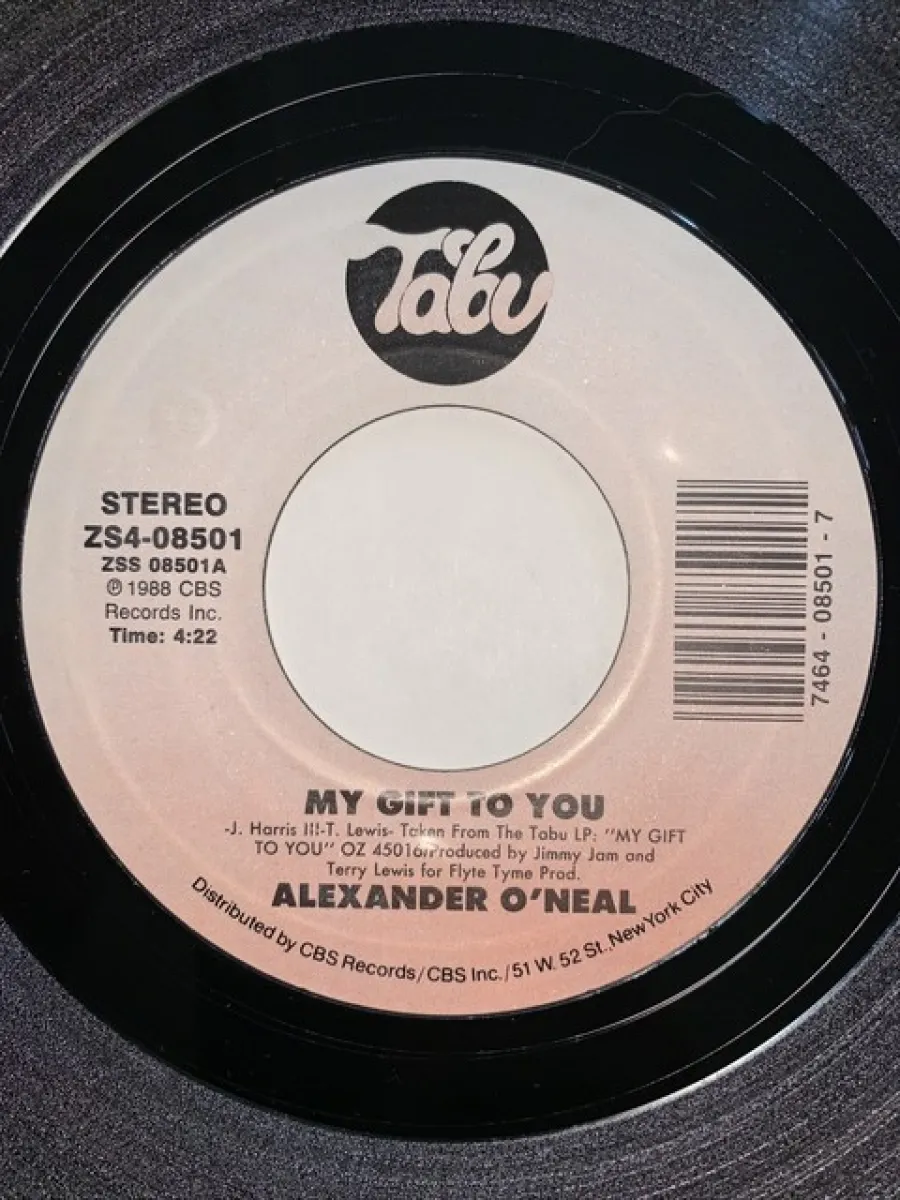 Tabu
STEREO
ZS4-08501
ZSS 08501A
℗ 1988 CBS
Records Inc.
Time: 4:22
7464 - 08501 - 7
MY GIFT TO YOU
-J. Harris III-T. Lewis- Taken From The Tabu LP: "MY GIFT
TO YOU" OZ 45016/Produced by Jimmy Jam and
Terry Lewis for Flyte Tyme Prod.
ALEXANDER O'NEAL
Distributed by CBS Records/CBS Inc./51 W. 52 St., New York City